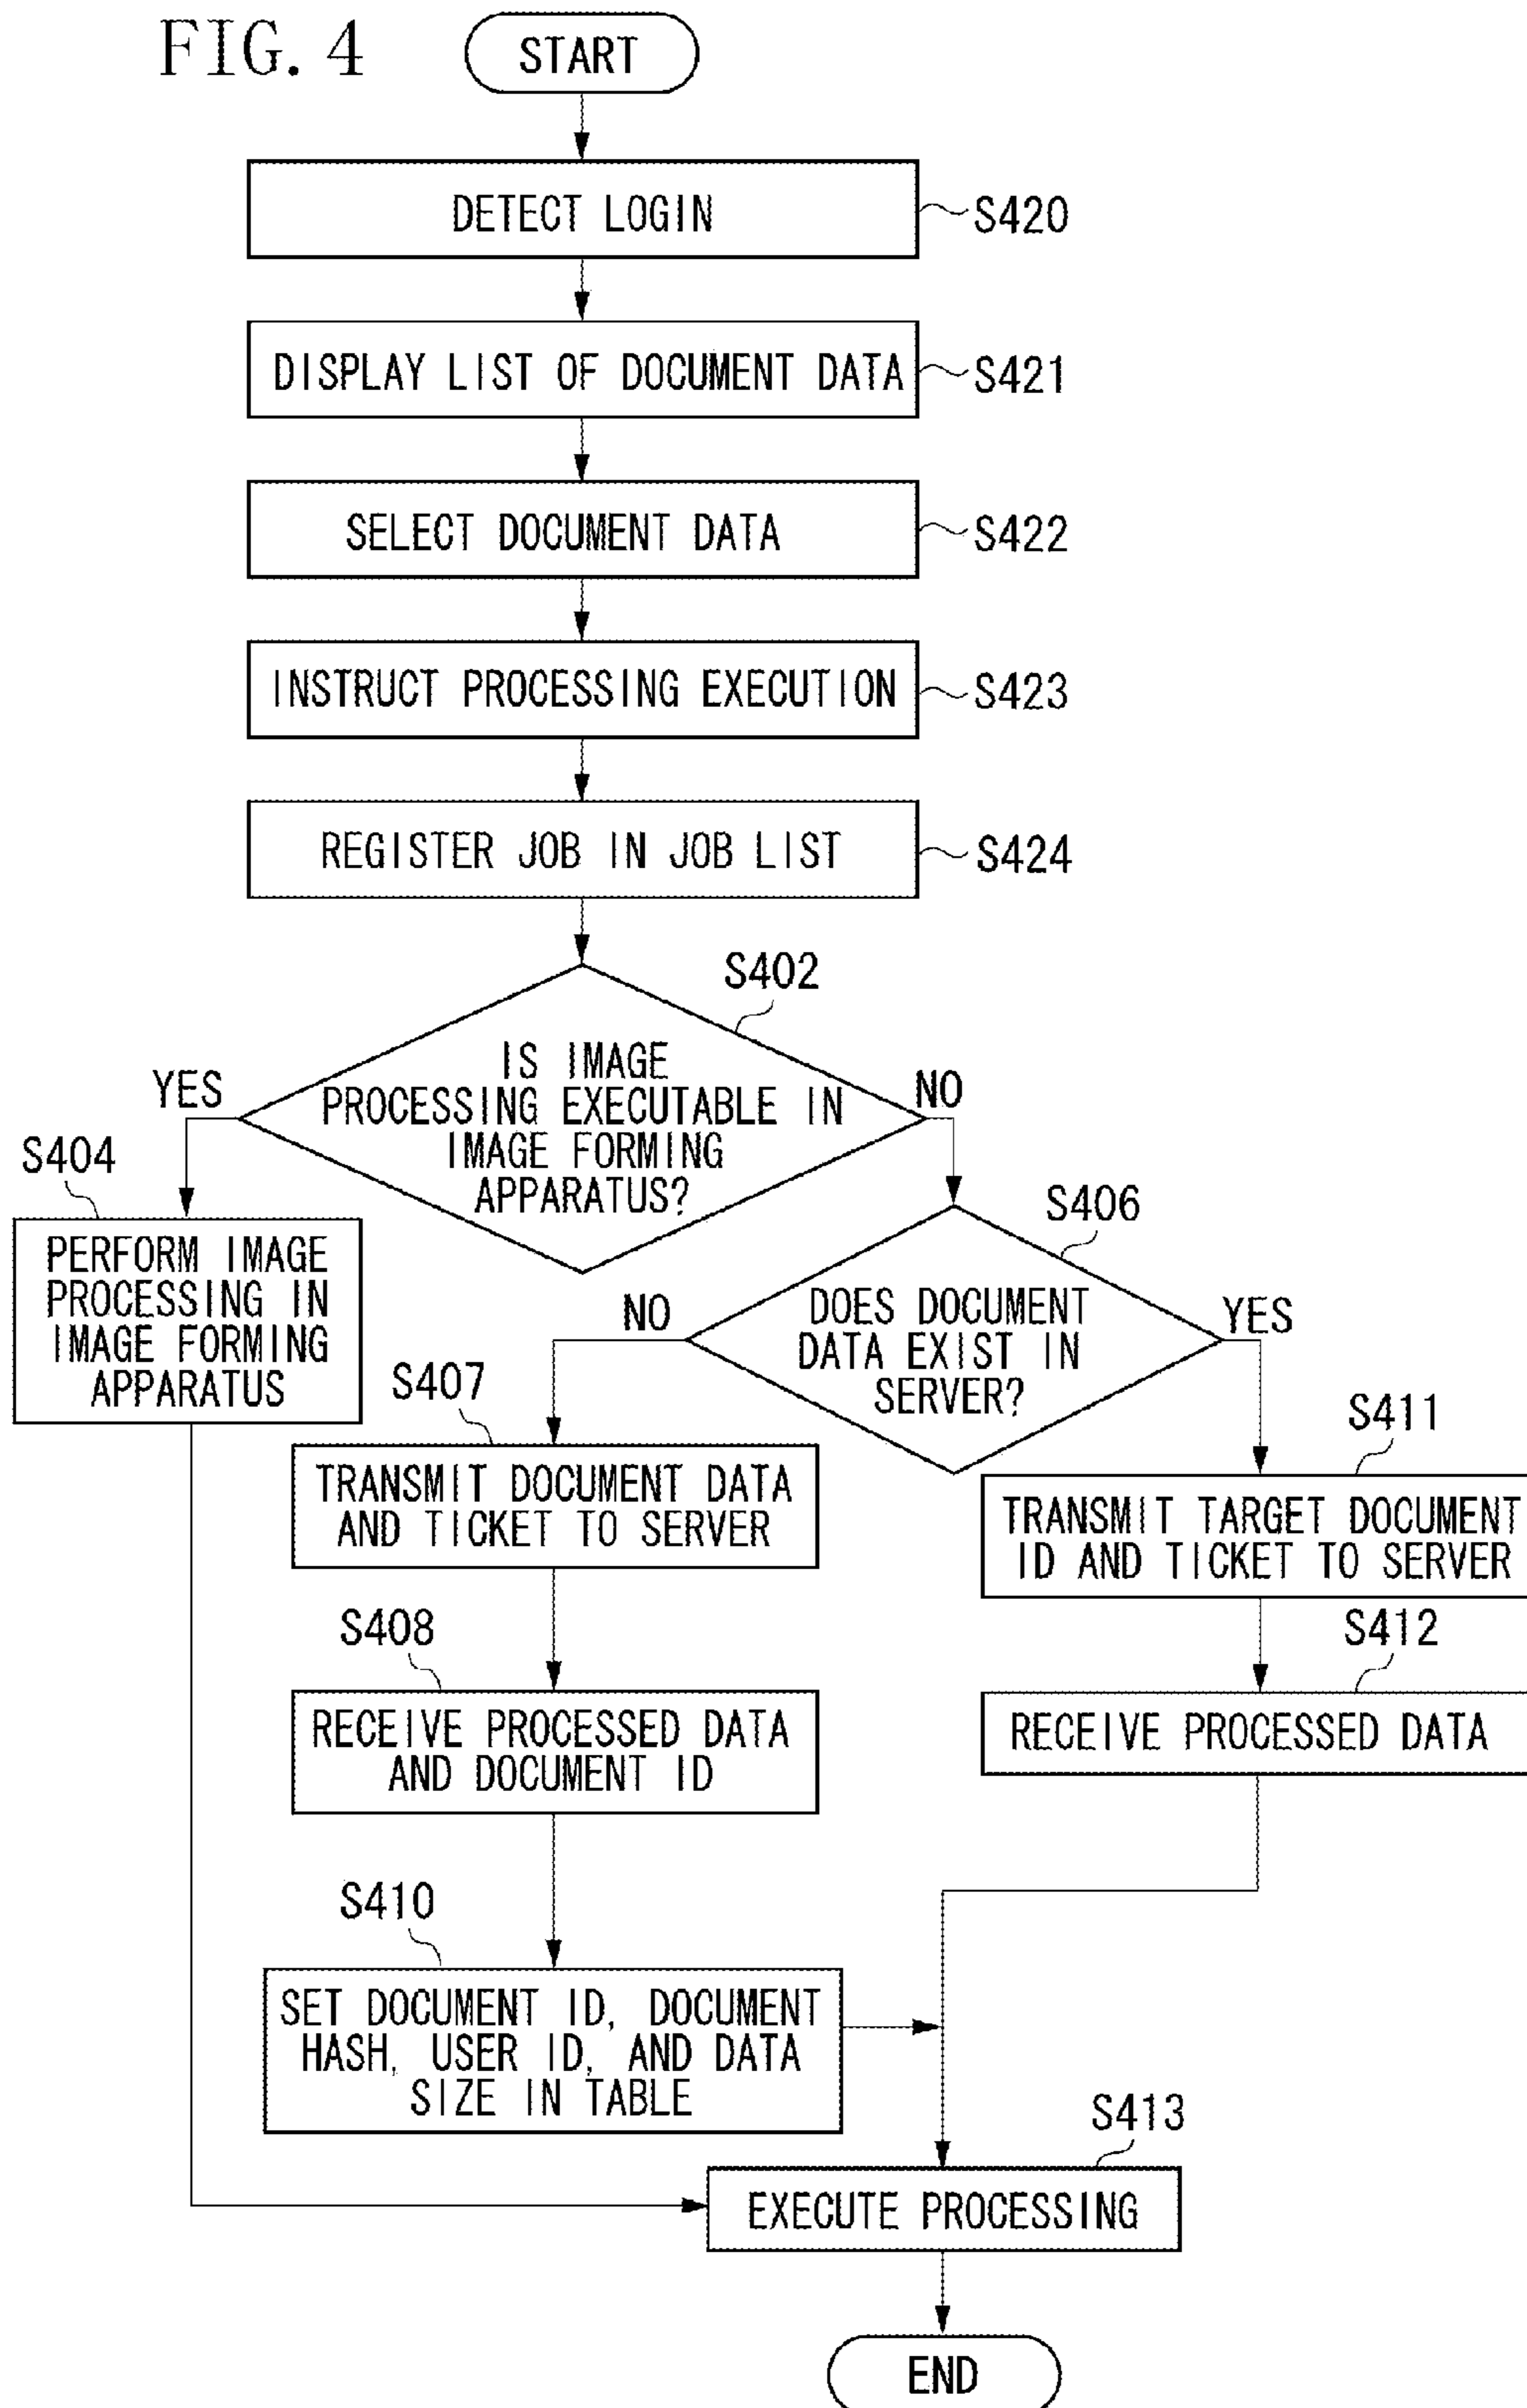 FIG. 4
START
DETECT LOGIN
S420
DISPLAY LIST OF DOCUMENT DATA
S421
SELECT DOCUMENT DATA
S422
INSTRUCT PROCESSING EXECUTION
S423
REGISTER JOB IN JOB LIST
S424
S402
IS IMAGE
PROCESSING EXECUTABLE IN
IMAGE FORMING
APPARATUS?
YES
NO
S404
PERFORM IMAGE
PROCESSING IN
IMAGE FORMING
APPARATUS
S406
DOES DOCUMENT
DATA EXIST IN
SERVER?
NO
YES
S407
TRANSMIT DOCUMENT DATA
AND TICKET TO SERVER
S411
TRANSMIT TARGET DOCUMENT
ID AND TICKET TO SERVER
S408
RECEIVE PROCESSED DATA
AND DOCUMENT ID
S412
RECEIVE PROCESSED DATA
S410
SET DOCUMENT ID, DOCUMENT
HASH, USER ID, AND DATA
SIZE IN TABLE
S413
EXECUTE PROCESSING
END